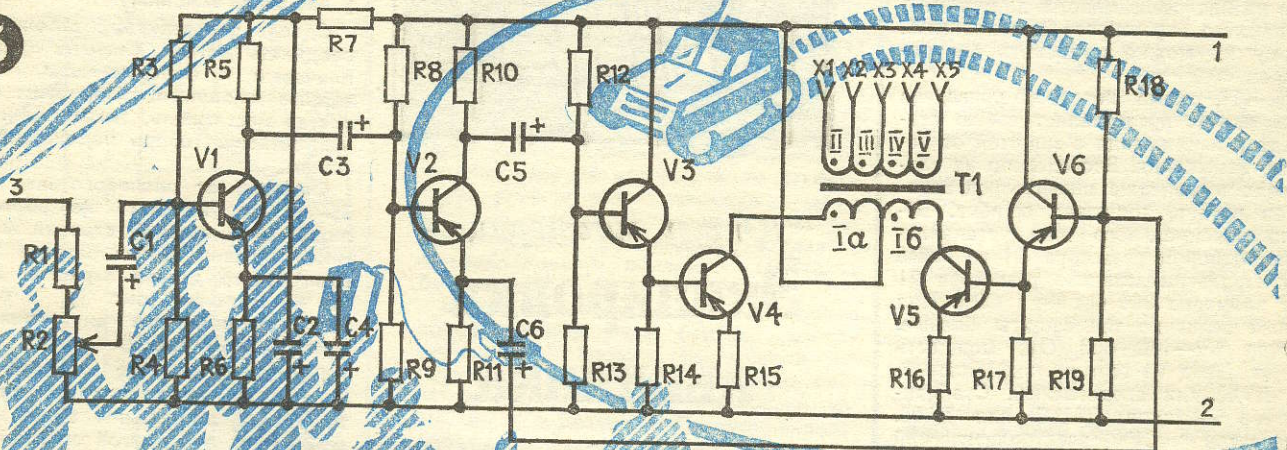 R7
1
X1 X2 X3 X4 X5
R3 R5 R8 R10 R12 R18
C3 C5
II III IV V
V1 V2 V3 T1 V6
3
Iа Iб
R1 C1
V4 V5
R2 R4 R6 C2 C4 R9 R11 C6 R13 R14 R15 R16 R17 R19
2